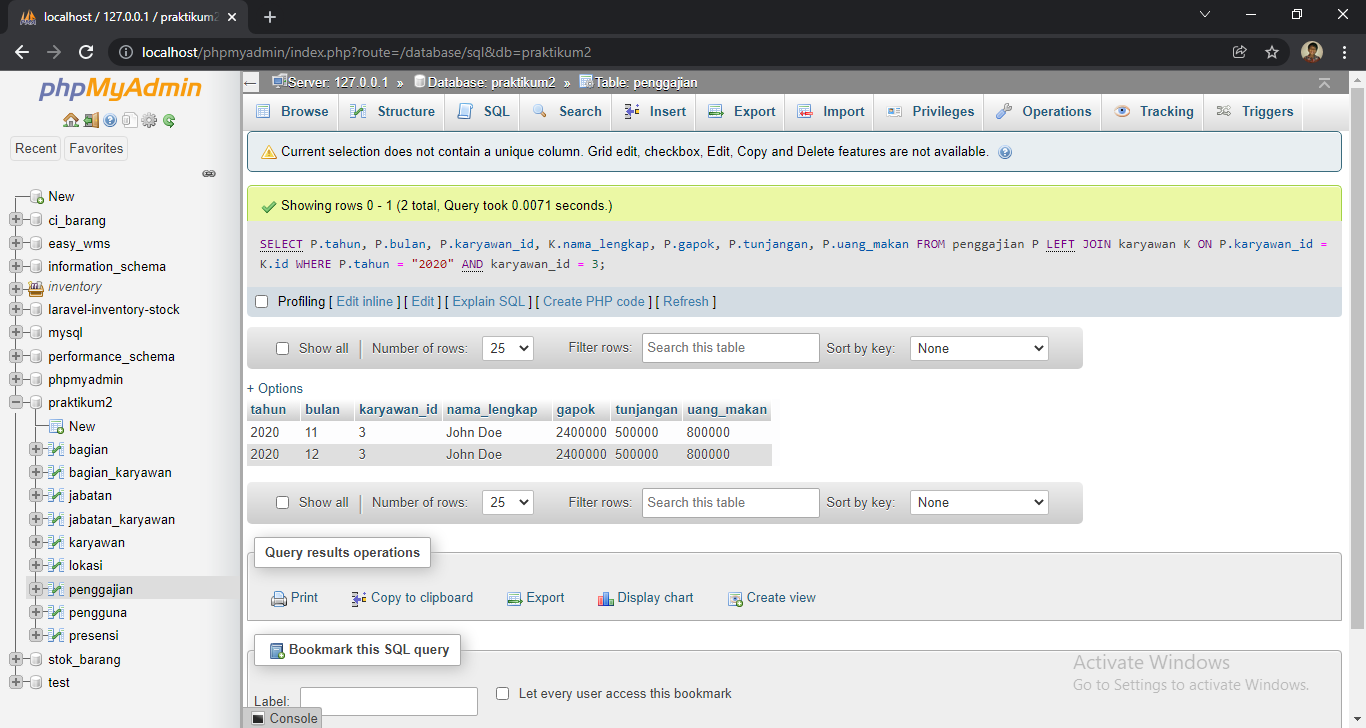 localhost / 127.0.0.1 / praktikum2
localhost/phpmyadmin/index.php?route=/database/sql&db=praktikum2
phpMyAdmin
Recent Favorites
New
ci_barang
easy_wms
information_schema
inventory
laravel-inventory-stock
mysql
performance_schema
phpmyadmin
praktikum2
New
bagian
bagian_karyawan
jabatan
jabatan_karyawan
karyawan
lokasi
penggajian
pengguna
presensi
stok_barang
test
Server: 127.0.0.1 » Database: praktikum2 » Table: penggajian
Browse Structure SQL Search Insert Export Import Privileges Operations Tracking Triggers
Current selection does not contain a unique column. Grid edit, checkbox, Edit, Copy and Delete features are not available.
Showing rows 0 - 1 (2 total, Query took 0.0071 seconds.)
SELECT P.tahun, P.bulan, P.karyawan_id, K.nama_lengkap, P.gapok, P.tunjangan, P.uang_makan FROM penggajian P LEFT JOIN karyawan K ON P.karyawan_id =
K.id WHERE P.tahun = "2020" AND karyawan_id = 3;
Profiling [ Edit inline ] [ Edit ] [ Explain SQL ] [ Create PHP code ] [ Refresh ]
Show all Number of rows: 25 Filter rows: Search this table Sort by key: None
+ Options
tahun bulan karyawan_id nama_lengkap gapok tunjangan uang_makan
2020 11 3 John Doe 2400000 500000 800000
2020 12 3 John Doe 2400000 500000 800000
Show all Number of rows: 25 Filter rows: Search this table Sort by key: None
Query results operations
Print Copy to clipboard Export Display chart Create view
Bookmark this SQL query
Label: Let every user access this bookmark
Console
Activate Windows
Go to Settings to activate Windows.